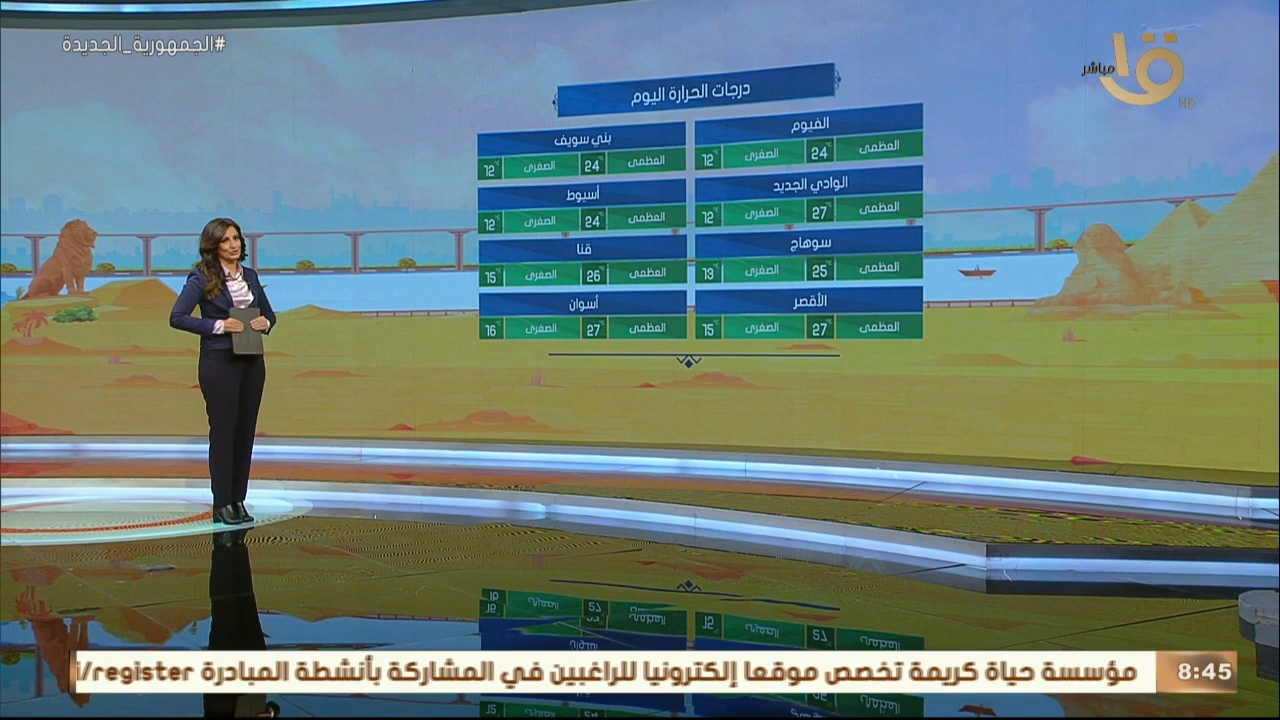 #الجمهورية_الجديدة
مباشر
HD
درجات الحرارة اليوم
الفيوم
العظمى 24 الصغرى 12
بني سويف
العظمى 24 الصغرى 12
الوادي الجديد
العظمى 27 الصغرى 12
أسيوط
العظمى 24 الصغرى 12
سوهاج
العظمى 25 الصغرى 13
قنا
العظمى 26 الصغرى 15
الأقصر
العظمى 27 الصغرى 15
أسوان
العظمى 27 الصغرى 16
8:45
مؤسسة حياة كريمة تخصص موقعا إلكترونيا للراغبين في المشاركة بأنشطة المبادرة /register